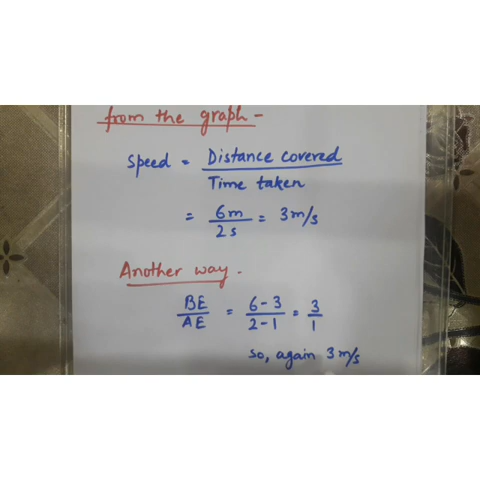 from the graph -
Speed = Distance covered / Time taken
= 6m / 2s = 3m/s
Another way -
BE / AE = 6-3 / 2-1 = 3 / 1
so, again 3 m/s